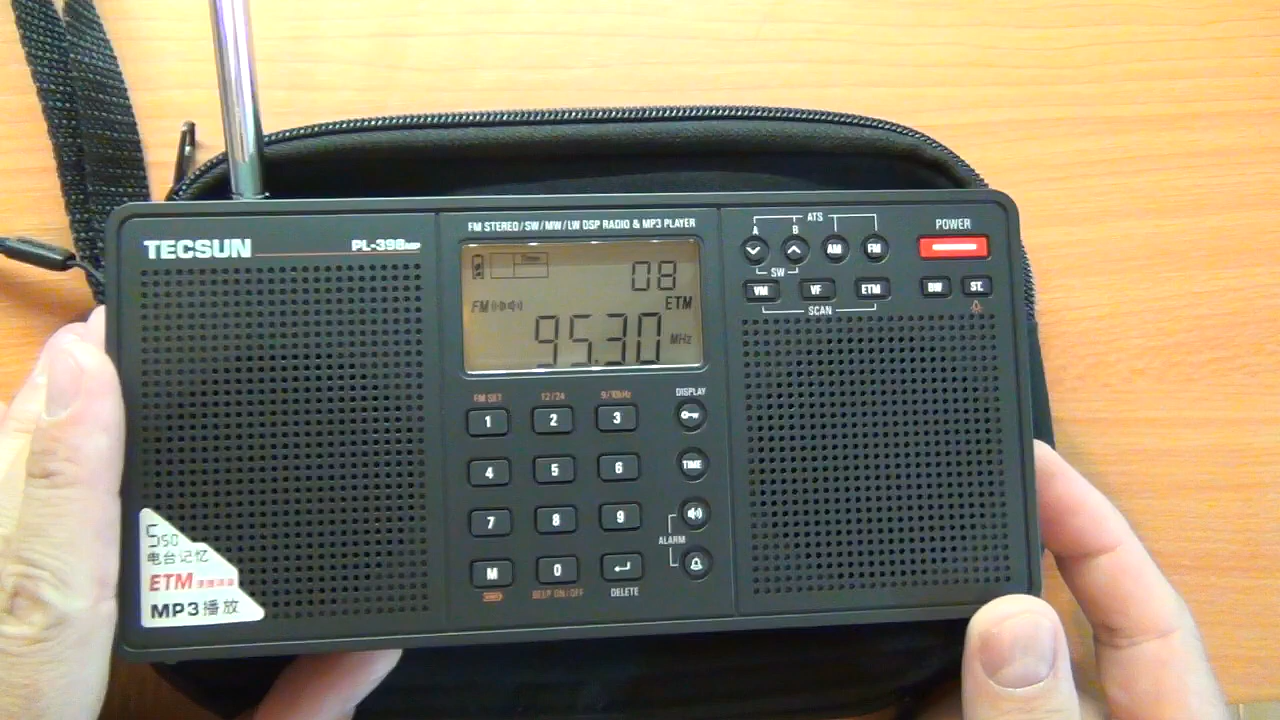 TECSUN
PL-398MP
FM STEREO/SW/MW/LW DSP RADIO & MP3 PLAYER
08
FM
ETM
95.30 MHz
ATS
A B
AM FM
SW
VM VF ETM
SCAN
POWER
BW ST.
FM SET 12/24 9/10kHz DISPLAY
1 2 3
4 5 6 TIME
7 8 9
ALARM
M 0
BEEP ON/OFF DELETE
550
电台记忆
ETM
MP3播放